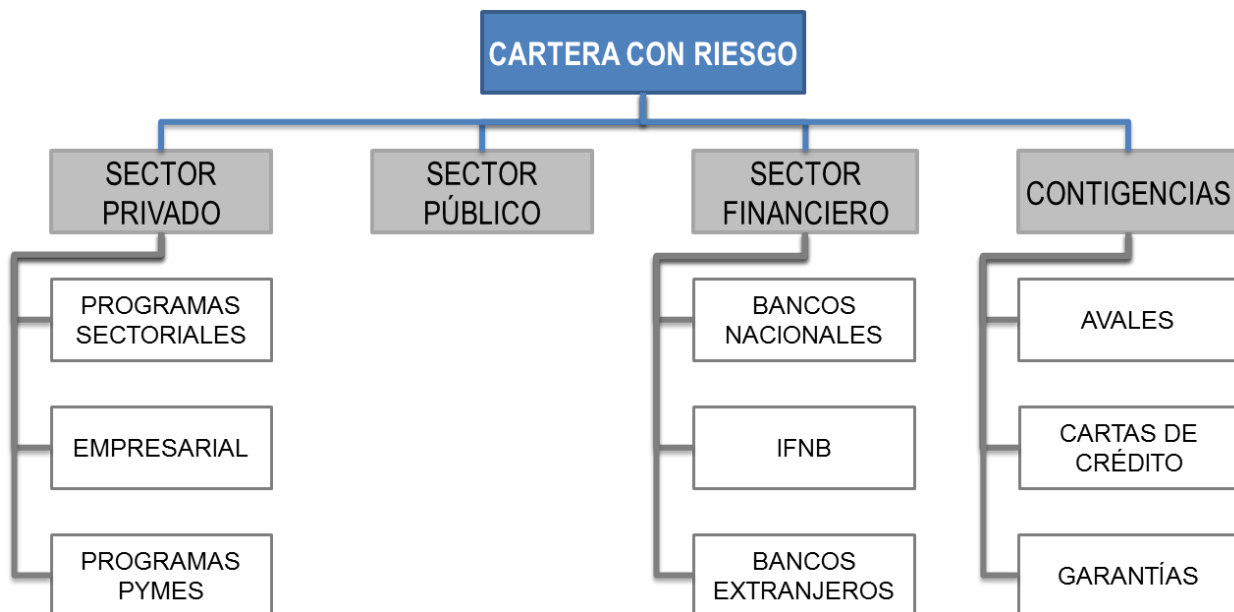 CARTERA CON RIESGO
SECTOR
PRIVADO
SECTOR
PÚBLICO
SECTOR
FINANCIERO
CONTIGENCIAS
PROGRAMAS
SECTORIALES
EMPRESARIAL
PROGRAMAS
PYMES
BANCOS
NACIONALES
IFNB
BANCOS
EXTRANJEROS
AVALES
CARTAS DE
CRÉDITO
GARANTÍAS